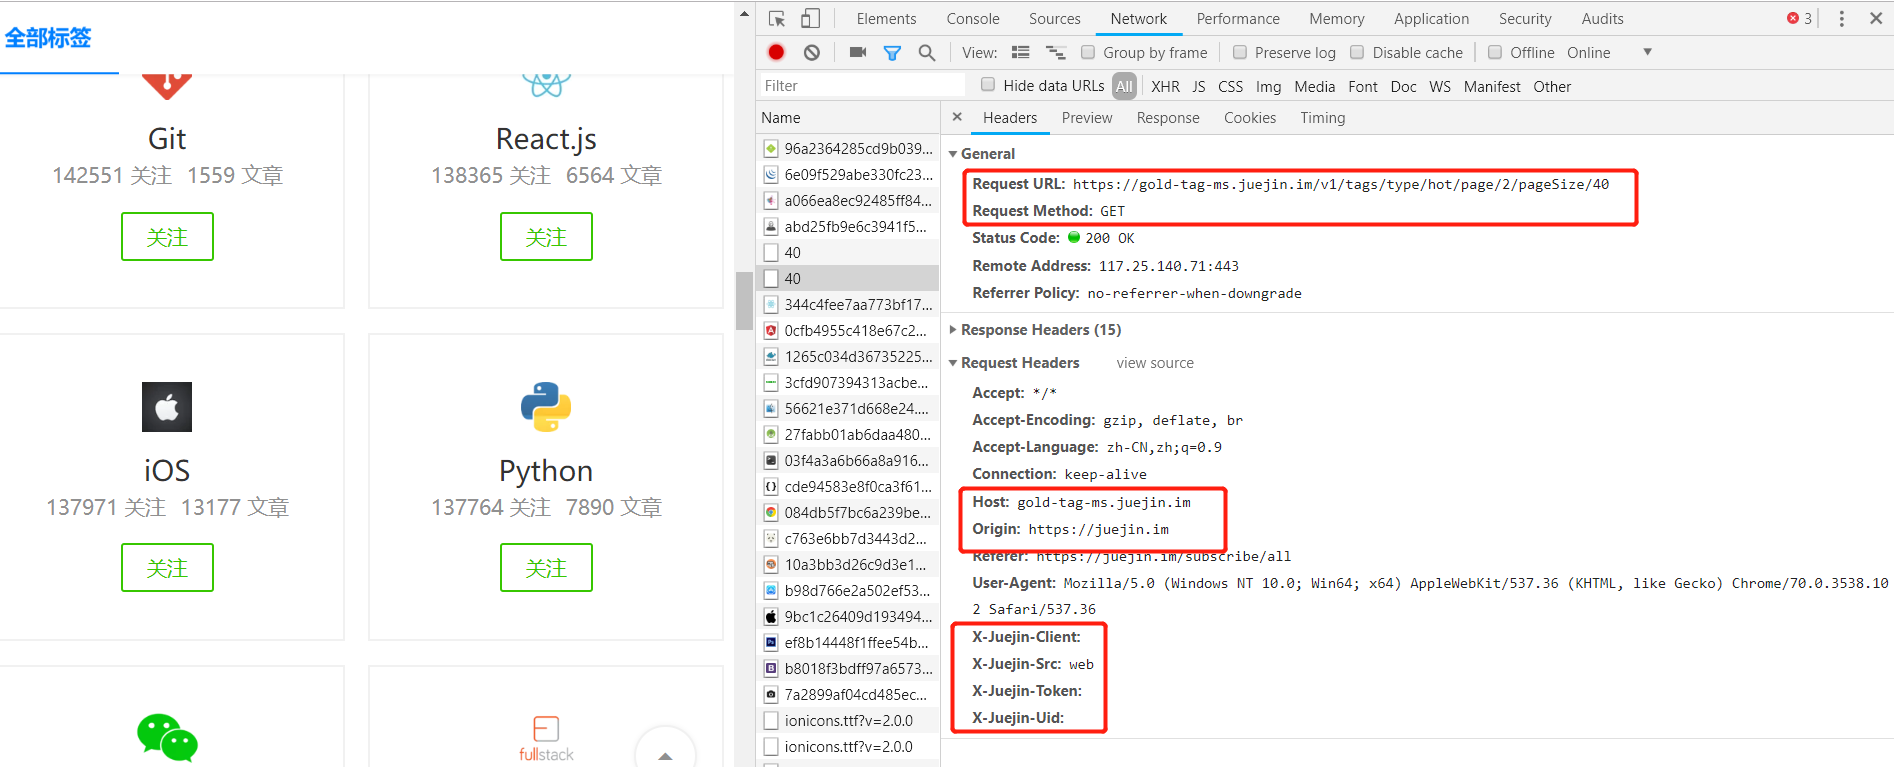 全部标签
Git
142551 关注 1559 文章
关注
React.js
138365 关注 6564 文章
关注
iOS
137971 关注 13177 文章
关注
Python
137764 关注 7890 文章
关注
fullstack
Elements Console Sources Network Performance Memory Application Security Audits 3
View: Group by frame Preserve log Disable cache Offline Online
Filter Hide data URLs All XHR JS CSS Img Media Font Doc WS Manifest Other
Name
96a2364285cd9b039...
6e09f529abe330fc23...
a066ea8ec92485ff84...
abd25fb9e6c3941f5...
40
40
344c4fee7aa773bf17...
0cfb4955c418e67c2...
1265c034d36735225...
3cfd907394313acbe...
56621e371d668e24....
27fabb01ab6daa480...
03f4a3a6b66a8a916...
cde94583e8f0ca3f61...
084db5f7bc6a239be...
c763e6bb7d3443d2...
10a3bb3d26c9d3e1...
b98d766e2a502ef53...
9bc1c26409d193494...
ef8b14448f1ffee54b...
b8018f3bdff97a6573...
7a2899af04cd485ec...
ionicons.ttf?v=2.0.0
ionicons.ttf?v=2.0.0
Headers Preview Response Cookies Timing
General
Request URL: https://gold-tag-ms.juejin.im/v1/tags/type/hot/page/2/pageSize/40
Request Method: GET
Status Code: 200 OK
Remote Address: 117.25.140.71:443
Referrer Policy: no-referrer-when-downgrade
Response Headers (15)
Request Headers view source
Accept: */*
Accept-Encoding: gzip, deflate, br
Accept-Language: zh-CN,zh;q=0.9
Connection: keep-alive
Host: gold-tag-ms.juejin.im
Origin: https://juejin.im
Referer: https://juejin.im/subscribe/all
User-Agent: Mozilla/5.0 (Windows NT 10.0; Win64; x64) AppleWebKit/537.36 (KHTML, like Gecko) Chrome/70.0.3538.10
2 Safari/537.36
X-Juejin-Client:
X-Juejin-Src: web
X-Juejin-Token:
X-Juejin-Uid: